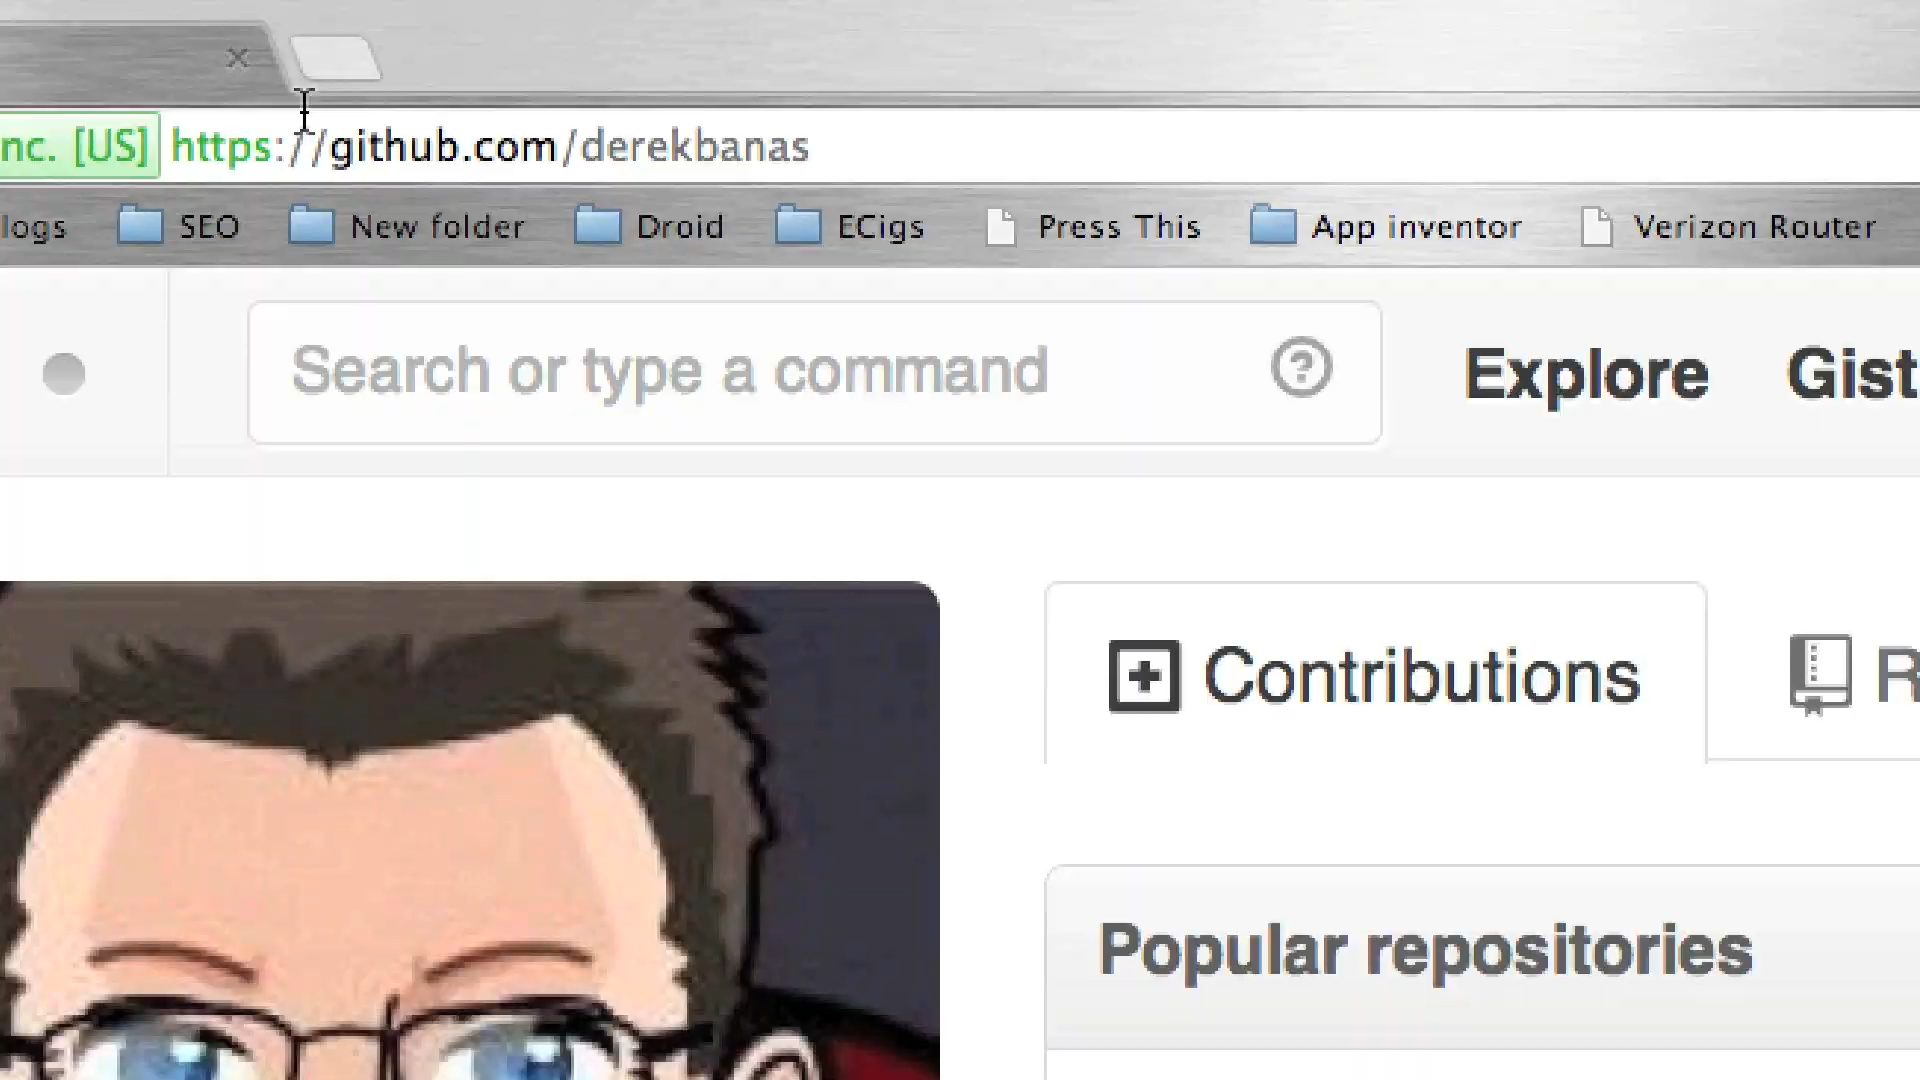 nc. [US] https://github.com/derekbanas
logs SEO New folder Droid ECigs Press This App inventor Verizon Router
Search or type a command Explore Gist
Contributions R
Popular repositories